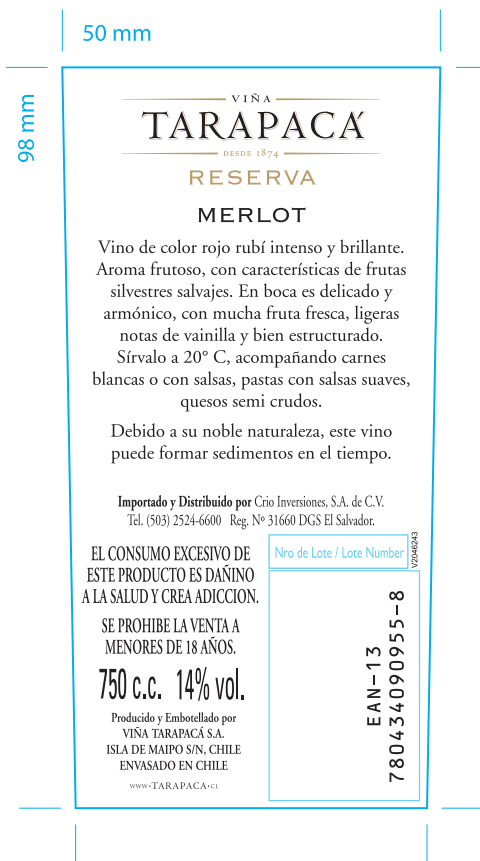 50 mm
98 mm
VIÑA
TARAPACÁ
DESDE 1874
RESERVA
MERLOT
Vino de color rojo rubí intenso y brillante.
Aroma frutoso, con características de frutas
silvestres salvajes. En boca es delicado y
armónico, con mucha fruta fresca, ligeras
notas de vainilla y bien estructurado.
Sírvalo a 20° C, acompañando carnes
blancas o con salsas, pastas con salsas suaves,
quesos semi crudos.
Debido a su noble naturaleza, este vino
puede formar sedimentos en el tiempo.
Importado y Distribuido por Crio Inversiones, S.A. de C.V.
Tel. (503) 2524-6600 Reg. Nº 31660 DGS El Salvador.
EL CONSUMO EXCESIVO DE
ESTE PRODUCTO ES DAÑINO
A LA SALUD Y CREA ADICCION.
SE PROHIBE LA VENTA A
MENORES DE 18 AÑOS.
750 c.c. 14% vol.
Producido y Embotellado por
VIÑA TARAPACÁ S.A.
ISLA DE MAIPO S/N, CHILE
ENVASADO EN CHILE
WWW·TARAPACA·CL
Nro de Lote / Lote Number
V2046243
EAN-13
780434090955-8